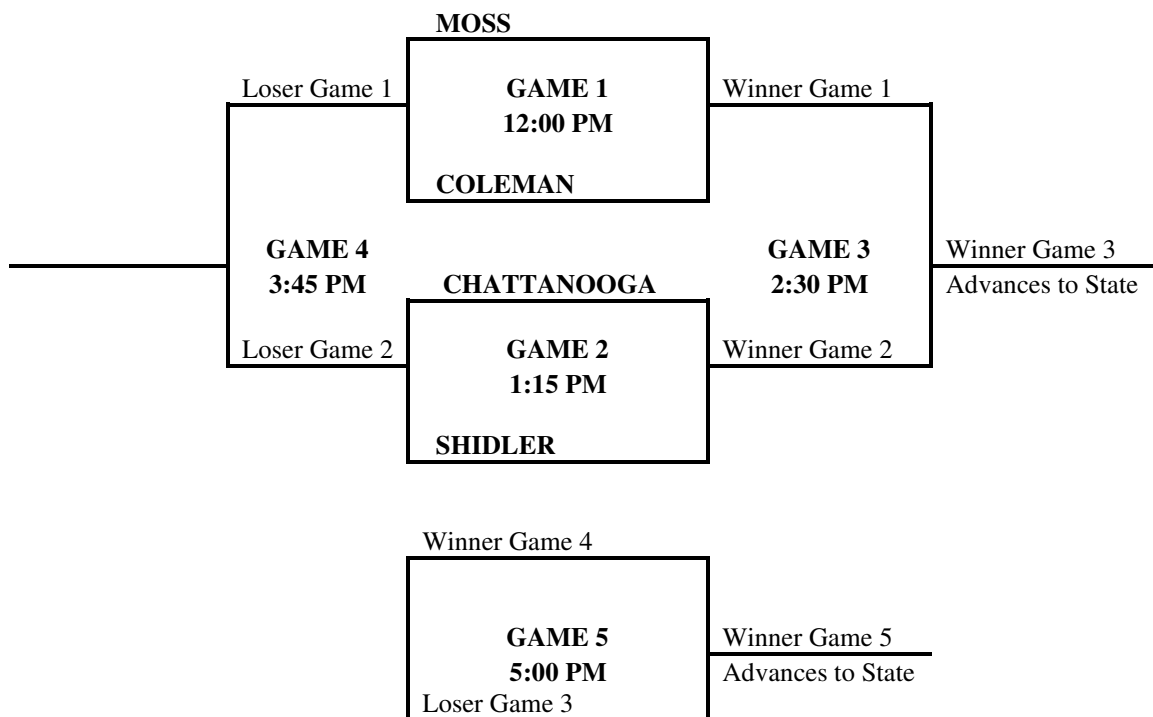 MOSS
Loser Game 1
GAME 1
Winner Game 1
12:00 PM
COLEMAN
GAME 4
GAME 3
Winner Game 3
3:45 PM
CHATTANOOGA
2:30 PM
Advances to State
Loser Game 2
GAME 2
Winner Game 2
1:15 PM
SHIDLER
Winner Game 4
GAME 5
Winner Game 5
5:00 PM
Advances to State
Loser Game 3